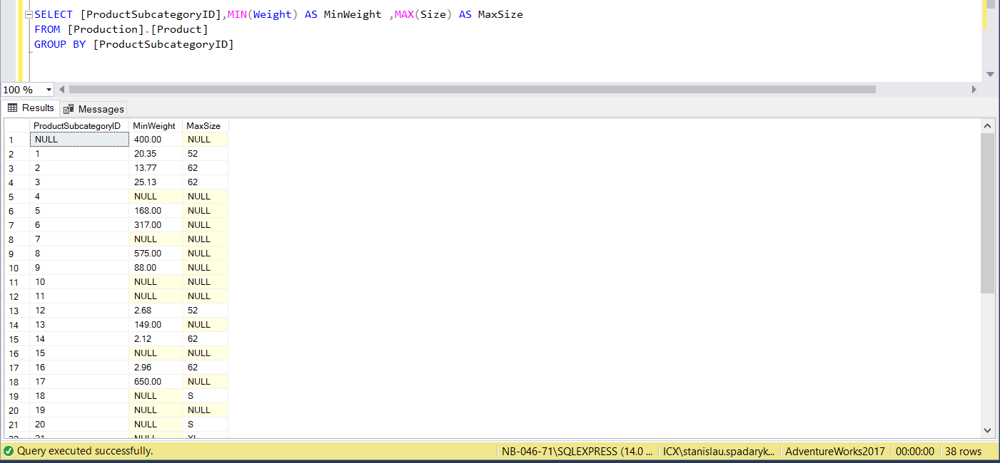 SELECT [ProductSubcategoryID],MIN(Weight) AS MinWeight ,MAX(Size) AS MaxSize
FROM [Production].[Product]
GROUP BY [ProductSubcategoryID]
100 %
Results Messages
ProductSubcategoryID MinWeight MaxSize
1 NULL 400.00 NULL
2 1 20.35 52
3 2 13.77 62
4 3 25.13 62
5 4 NULL NULL
6 5 168.00 NULL
7 6 317.00 NULL
8 7 NULL NULL
9 8 575.00 NULL
10 9 88.00 NULL
11 10 NULL NULL
12 11 NULL NULL
13 12 2.68 52
14 13 149.00 NULL
15 14 2.12 62
16 15 NULL NULL
17 16 2.96 62
18 17 650.00 NULL
19 18 NULL S
20 19 NULL NULL
21 20 NULL S
22 21 NULL XL
Query executed successfully. NB-046-71\SQLEXPRESS (14.0 ... ICX\stanislau.spadaryk... AdventureWorks2017 00:00:00 38 rows